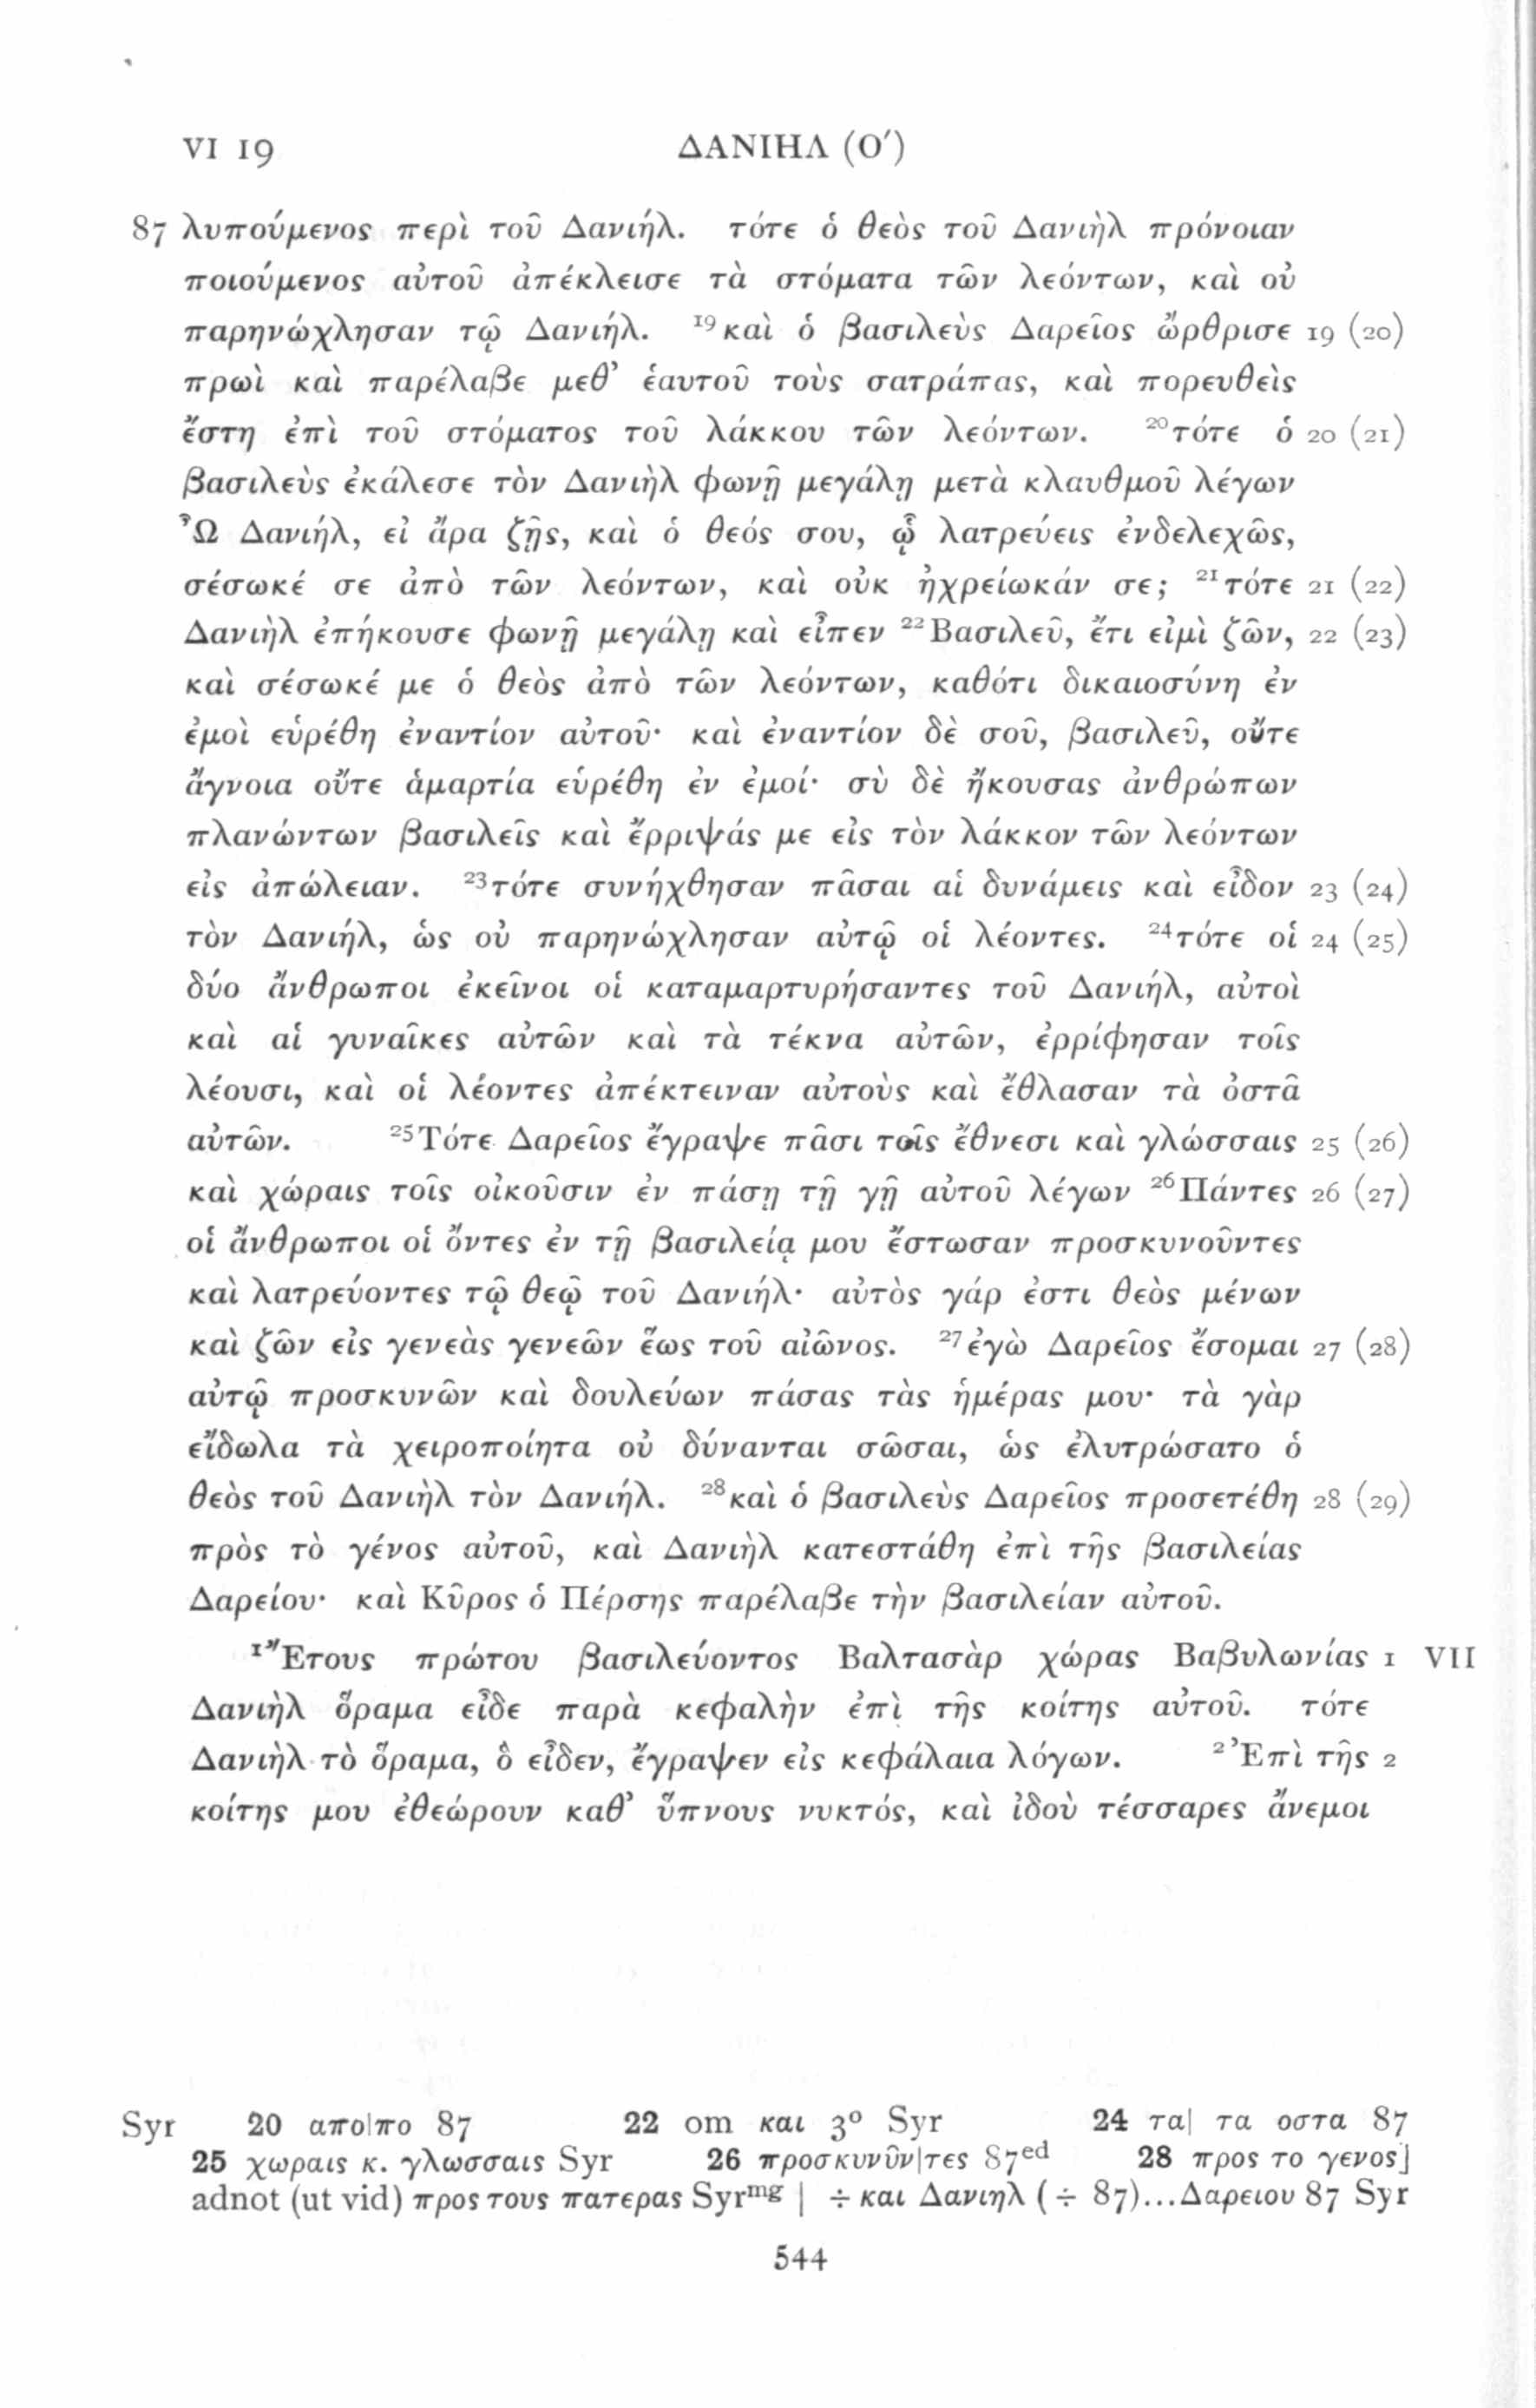 VI 19 ΔΑΝΙΗΛ (Ο′)
87 λυπούμενος περὶ τοῦ Δανιήλ. τότε ὁ θεὸς τοῦ Δανιὴλ πρόνοιαν
ποιούμενος αὐτοῦ ἀπέκλεισε τὰ στόματα τῶν λεόντων, καὶ οὐ
παρηνώχλησαν τῷ Δανιήλ. ¹⁹καὶ ὁ βασιλεὺς Δαρεῖος ὤρθρισε 19 (20)
πρωὶ καὶ παρέλαβε μεθ᾽ ἑαυτοῦ τοὺς σατράπας, καὶ πορευθεὶς
ἔστη ἐπὶ τοῦ στόματος τοῦ λάκκου τῶν λεόντων. ²⁰τότε ὁ 20 (21)
βασιλεὺς ἐκάλεσε τὸν Δανιὴλ φωνῇ μεγάλῃ μετὰ κλαυθμοῦ λέγων
Ὦ Δανιήλ, εἰ ἄρα ζῇς, καὶ ὁ θεός σου, ᾧ λατρεύεις ἐνδελεχῶς,
σέσωκέ σε ἀπὸ τῶν λεόντων, καὶ οὐκ ἠχρείωκάν σε; ²¹τότε 21 (22)
Δανιὴλ ἐπήκουσε φωνῇ μεγάλῃ καὶ εἶπεν ²²Βασιλεῦ, ἔτι εἰμὶ ζῶν, 22 (23)
καὶ σέσωκέ με ὁ θεὸς ἀπὸ τῶν λεόντων, καθότι δικαιοσύνη ἐν
ἐμοὶ εὑρέθη ἐναντίον αὐτοῦ· καὶ ἐναντίον δὲ σοῦ, βασιλεῦ, οὔτε
ἄγνοια οὔτε ἁμαρτία εὑρέθη ἐν ἐμοί· σὺ δὲ ἤκουσας ἀνθρώπων
πλανώντων βασιλεῖς καὶ ἔρριψάς με εἰς τὸν λάκκον τῶν λεόντων
εἰς ἀπώλειαν. ²³τότε συνήχθησαν πᾶσαι αἱ δυνάμεις καὶ εἶδον 23 (24)
τὸν Δανιήλ, ὡς οὐ παρηνώχλησαν αὐτῷ οἱ λέοντες. ²⁴τότε οἱ 24 (25)
δύο ἄνθρωποι ἐκεῖνοι οἱ καταμαρτυρήσαντες τοῦ Δανιήλ, αὐτοὶ
καὶ αἱ γυναῖκες αὐτῶν καὶ τὰ τέκνα αὐτῶν, ἐρρίφησαν τοῖς
λέουσι, καὶ οἱ λέοντες ἀπέκτειναν αὐτοὺς καὶ ἔθλασαν τὰ ὀστᾶ
αὐτῶν. ²⁵Τότε Δαρεῖος ἔγραψε πᾶσι τοῖς ἔθνεσι καὶ γλώσσαις 25 (26)
καὶ χώραις τοῖς οἰκοῦσιν ἐν πάσῃ τῇ γῇ αὐτοῦ λέγων ²⁶Πάντες 26 (27)
οἱ ἄνθρωποι οἱ ὄντες ἐν τῇ βασιλείᾳ μου ἔστωσαν προσκυνοῦντες
καὶ λατρεύοντες τῷ θεῷ τοῦ Δανιήλ· αὐτὸς γάρ ἐστι θεὸς μένων
καὶ ζῶν εἰς γενεὰς γενεῶν ἕως τοῦ αἰῶνος. ²⁷ἐγὼ Δαρεῖος ἔσομαι 27 (28)
αὐτῷ προσκυνῶν καὶ δουλεύων πάσας τὰς ἡμέρας μου· τὰ γὰρ
εἴδωλα τὰ χειροποίητα οὐ δύνανται σῶσαι, ὡς ἐλυτρώσατο ὁ
θεὸς τοῦ Δανιὴλ τὸν Δανιήλ. ²⁸καὶ ὁ βασιλεὺς Δαρεῖος προσετέθη 28 (29)
πρὸς τὸ γένος αὐτοῦ, καὶ Δανιὴλ κατεστάθη ἐπὶ τῆς βασιλείας
Δαρείου· καὶ Κῦρος ὁ Πέρσης παρέλαβε τὴν βασιλείαν αὐτοῦ.
¹Ἔτους πρώτου βασιλεύοντος Βαλτασὰρ χώρας Βαβυλωνίας 1 VII
Δανιὴλ ὅραμα εἶδε παρὰ κεφαλὴν ἐπὶ τῆς κοίτης αὐτοῦ. τότε
Δανιὴλ τὸ ὅραμα, ὃ εἶδεν, ἔγραψεν εἰς κεφάλαια λόγων. ²Ἐπὶ τῆς 2
κοίτης μου ἐθεώρουν καθ᾽ ὕπνους νυκτός, καὶ ἰδοὺ τέσσαρες ἄνεμοι
Syr 20 απο|πο 87 22 om και 3° Syr 24 τα| τα οστα 87
25 χωραις κ. γλωσσαις Syr 26 προσκυνῦν|τες 87ᵉᵈ 28 προς το γενος]
adnot (ut vid) προς τους πατερας Syrᵐᵍ | ÷ και Δανιηλ (÷ 87)...Δαρειου 87 Syr
544